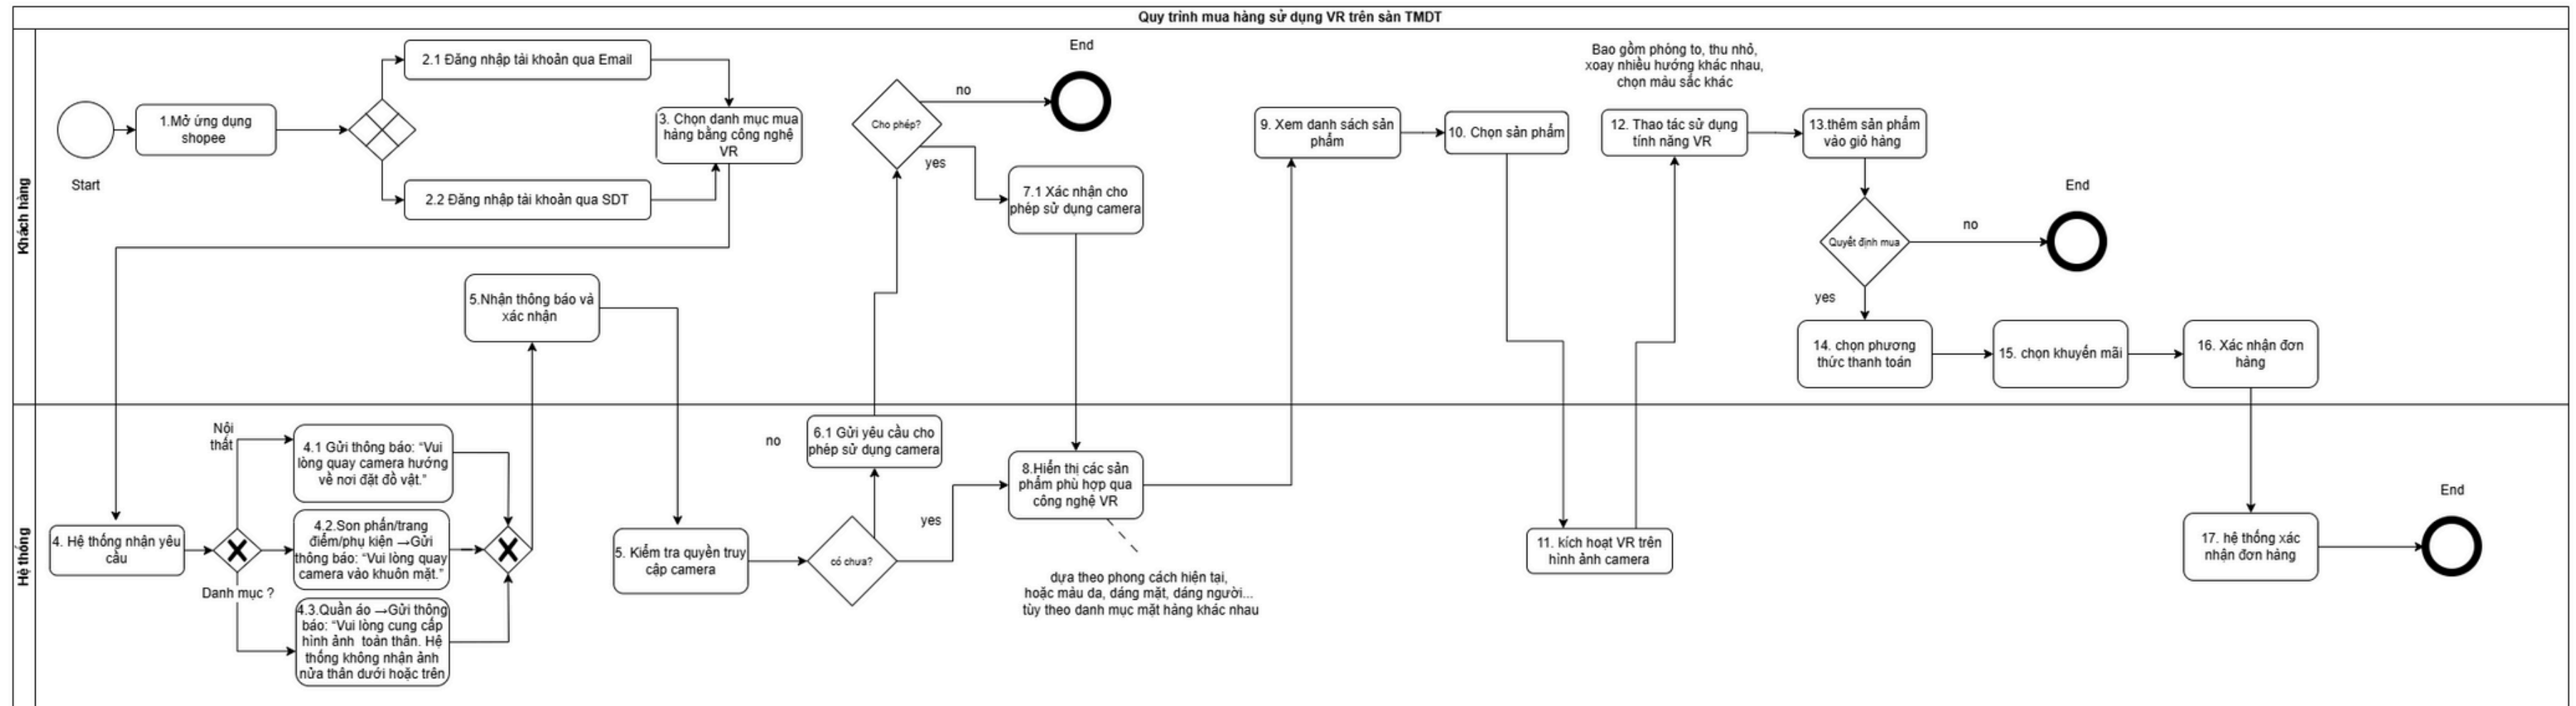 Quy trình mua hàng sử dụng VR trên sàn TMDT
Khách hàng
Start
1.Mở ứng dụng
shopee
2.1 Đăng nhập tài khoản qua Email
2.2 Đăng nhập tài khoản qua SDT
3. Chọn danh mục mua
hàng bằng công nghệ
VR
5.Nhận thông báo và
xác nhận
Cho phép?
no
End
yes
7.1 Xác nhận cho
phép sử dụng camera
9. Xem danh sách sản
phẩm
10. Chọn sản phẩm
Bao gồm phóng to, thu nhỏ,
xoay nhiều hướng khác nhau,
chọn màu sắc khác
12. Thao tác sử dụng
tính năng VR
13.thêm sản phẩm
vào giỏ hàng
Quyết định mua
no
End
yes
14. chọn phương
thức thanh toán
15. chọn khuyến mãi
16. Xác nhận đơn
hàng
Hệ thống
4. Hệ thống nhận yêu
cầu
Nội
thất
Danh mục ?
4.1 Gửi thông báo: “Vui
lòng quay camera hướng
về nơi đặt đồ vật.”
4.2.Son phấn/trang
điểm/phụ kiện →Gửi
thông báo: “Vui lòng quay
camera vào khuôn mặt.”
4.3.Quần áo →Gửi thông
báo: “Vui lòng cung cấp
hình ảnh toàn thân. Hệ
thống không nhận ảnh
nửa thân dưới hoặc trên
5. Kiểm tra quyền truy
cập camera
có chưa?
no
6.1 Gửi yêu cầu cho
phép sử dụng camera
yes
8.Hiển thị các sản
phẩm phù hợp qua
công nghệ VR
dựa theo phong cách hiện tại,
hoặc màu da, dáng mặt, dáng người...
tùy theo danh mục mặt hàng khác nhau
11. kích hoạt VR trên
hình ảnh camera
17. hệ thống xác
nhận đơn hàng
End